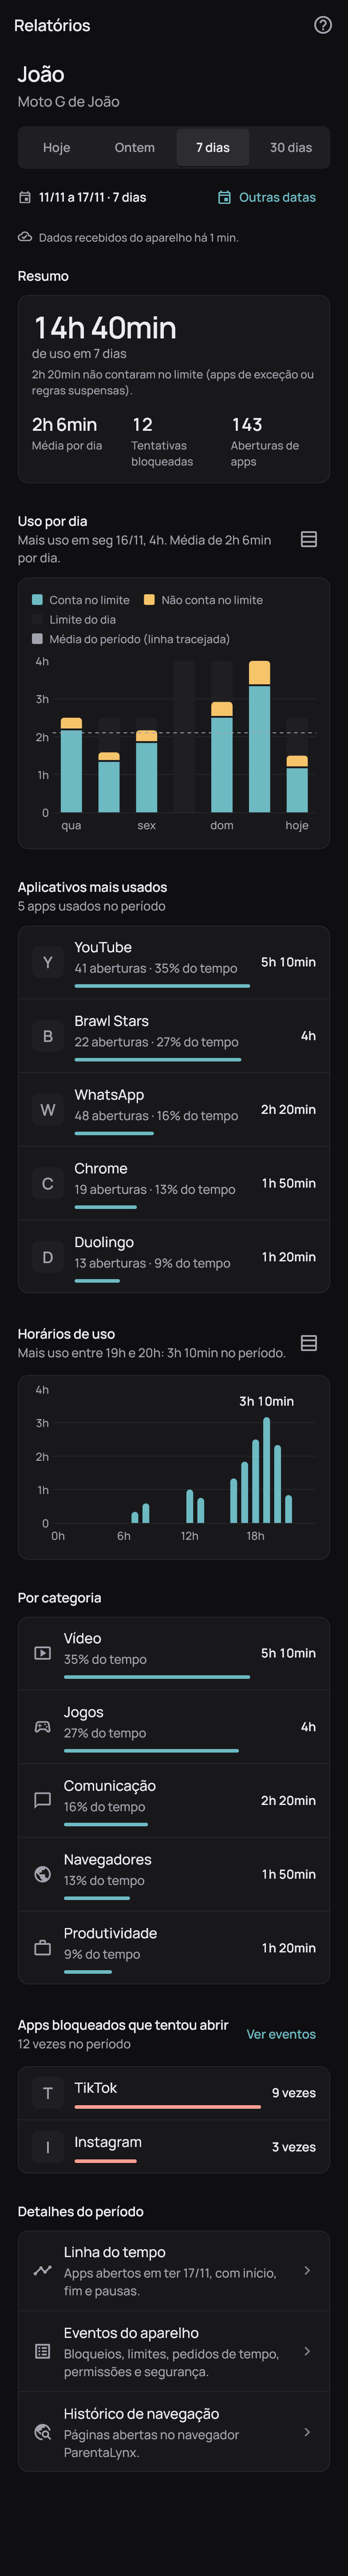 Relatórios
João
Moto G de João
Hoje
Ontem
7 dias
30 dias
11/11 a 17/11 · 7 dias
Outras datas
Dados recebidos do aparelho há 1 min.
Resumo
14h 40min
de uso em 7 dias
2h 20min não contaram no limite (apps de exceção ou
regras suspensas).
2h 6min
12
143
Média por dia
Tentativas
bloqueadas
Aberturas de
apps
Uso por dia
Mais uso em seg 16/11, 4h. Média de 2h 6min
por dia.
Conta no limite
Não conta no limite
Limite do dia
Média do período (linha tracejada)
4h
3h
2h
1h
0
qua
sex
dom
hoje
Aplicativos mais usados
5 apps usados no período
Y
YouTube
41 aberturas · 35% do tempo
5h 10min
B
Brawl Stars
22 aberturas · 27% do tempo
4h
W
WhatsApp
48 aberturas · 16% do tempo
2h 20min
C
Chrome
19 aberturas · 13% do tempo
1h 50min
D
Duolingo
13 aberturas · 9% do tempo
1h 20min
Horários de uso
Mais uso entre 19h e 20h: 3h 10min no período.
4h
3h 10min
3h
2h
1h
0
0h
6h
12h
18h
Por categoria
Vídeo
35% do tempo
5h 10min
Jogos
27% do tempo
4h
Comunicação
16% do tempo
2h 20min
Navegadores
13% do tempo
1h 50min
Produtividade
9% do tempo
1h 20min
Apps bloqueados que tentou abrir
12 vezes no período
Ver eventos
T
TikTok
9 vezes
I
Instagram
3 vezes
Detalhes do período
Linha do tempo
Apps abertos em ter 17/11, com início,
fim e pausas.
Eventos do aparelho
Bloqueios, limites, pedidos de tempo,
permissões e segurança.
Histórico de navegação
Páginas abertas no navegador
ParentaLynx.